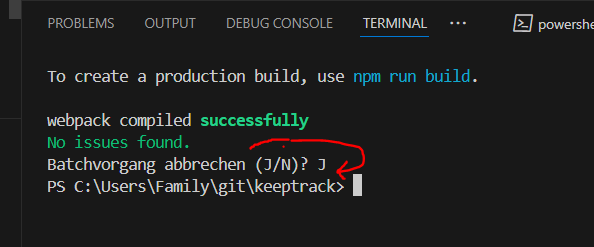 PROBLEMS OUTPUT DEBUG CONSOLE TERMINAL ··· powershe
To create a production build, use npm run build.
webpack compiled successfully
No issues found.
Batchvorgang abbrechen (J/N)? J
PS C:\Users\Family\git\keeptrack>